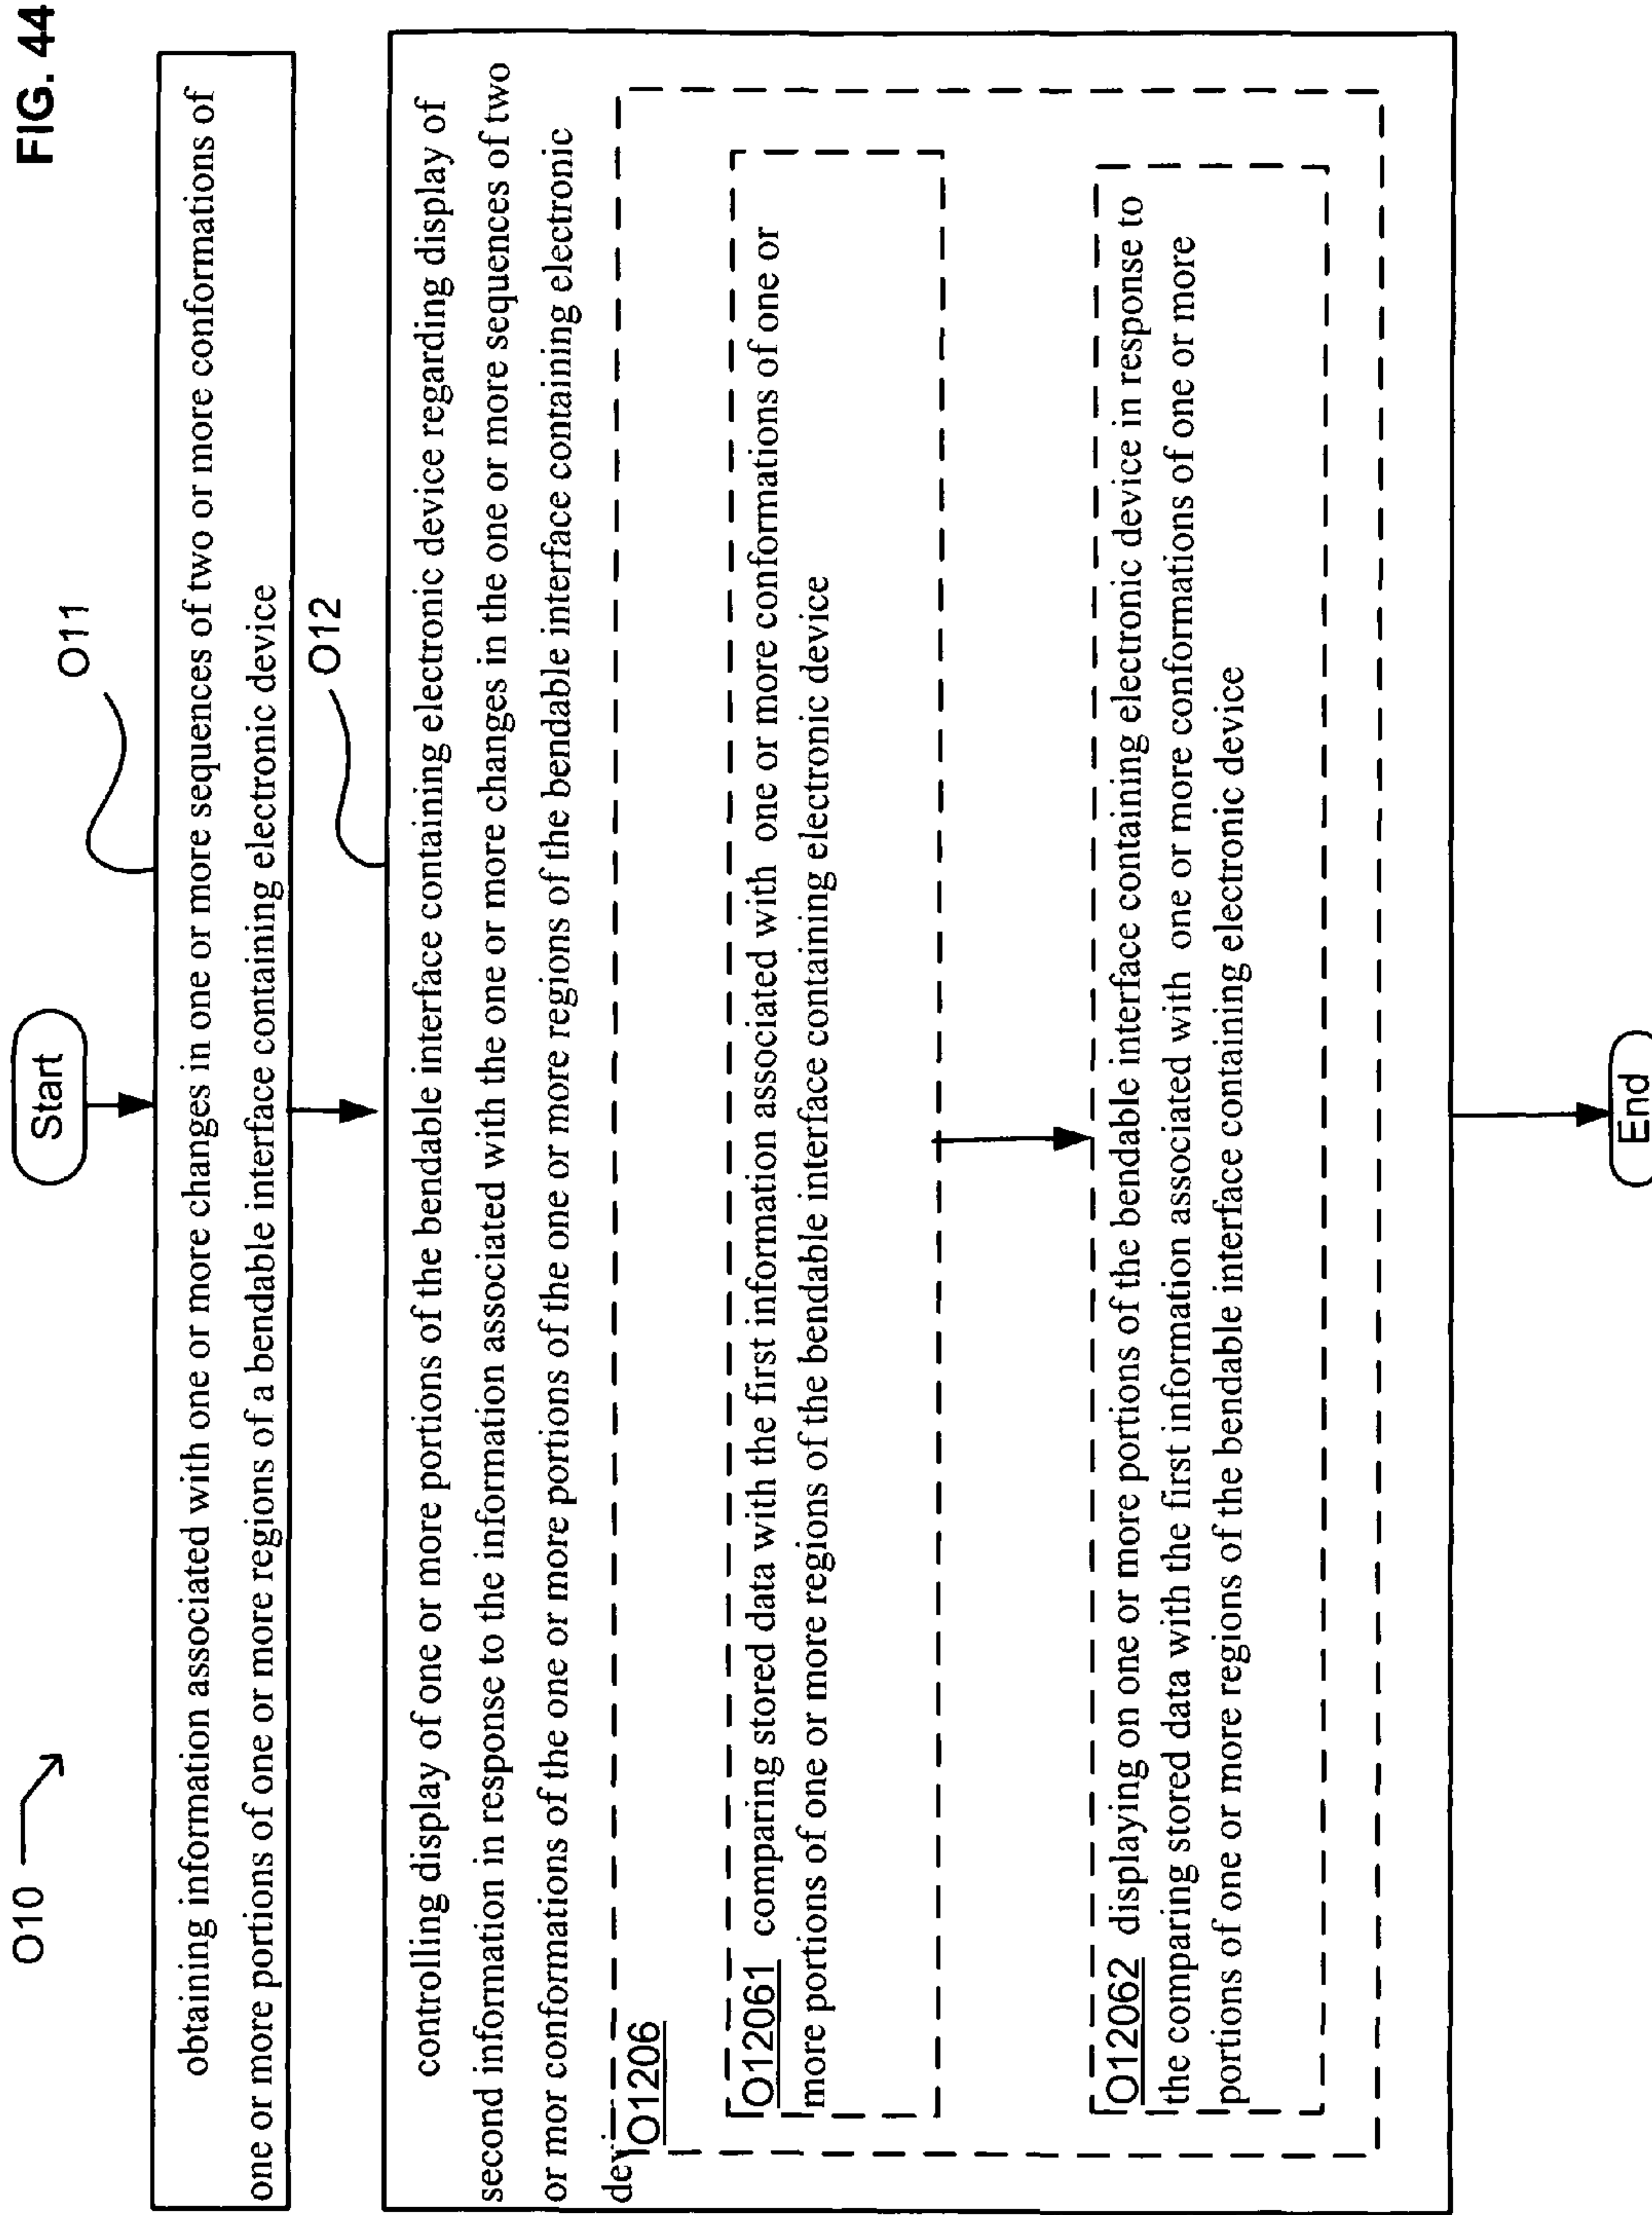 FIG. 44
O10
Start
O11
obtaining information associated with one or more changes in one or more sequences of two or more conformations of
one or more portions of one or more regions of a bendable interface containing electronic device
O12
controlling display of one or more portions of the bendable interface containing electronic device regarding display of
second information in response to the information associated with the one or more changes in the one or more sequences of two
or mor conformations of the one or more portions of the one or more regions of the bendable interface containing electronic
O1206
O12061 comparing stored data with the first information associated with one or more conformations of one or
more portions of one or more regions of the bendable interface containing electronic device
O12062 displaying on one or more portions of the bendable interface containing electronic device in response to
the comparing stored data with the first information associated with one or more conformations of one or more
portions of one or more regions of the bendable interface containing electronic device
End